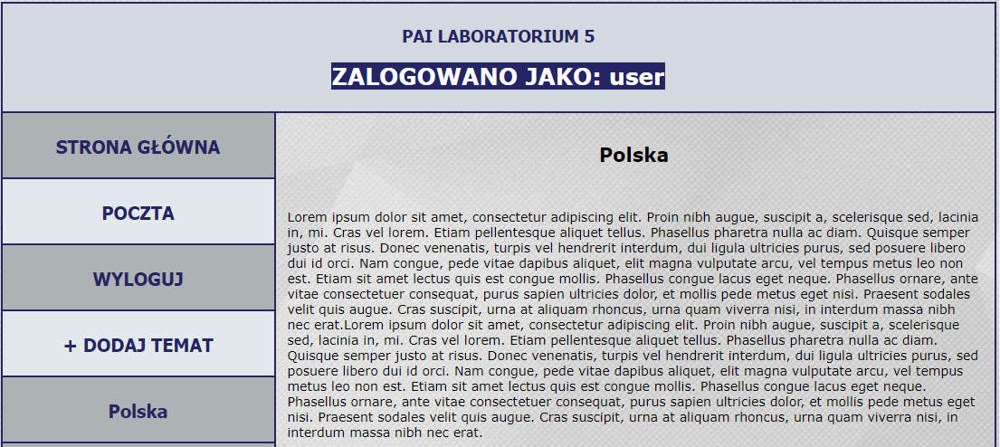 PAI LABORATORIUM 5
ZALOGOWANO JAKO: user
STRONA GŁÓWNA
POCZTA
WYLOGUJ
+ DODAJ TEMAT
Polska
Polska
Lorem ipsum dolor sit amet, consectetur adipiscing elit. Proin nibh augue, suscipit a, scelerisque sed, lacinia
in, mi. Cras vel lorem. Etiam pellentesque aliquet tellus. Phasellus pharetra nulla ac diam. Quisque semper
justo at risus. Donec venenatis, turpis vel hendrerit interdum, dui ligula ultricies purus, sed posuere libero
dui id orci. Nam congue, pede vitae dapibus aliquet, elit magna vulputate arcu, vel tempus metus leo non
est. Etiam sit amet lectus quis est congue mollis. Phasellus congue lacus eget neque. Phasellus ornare, ante
vitae consectetuer consequat, purus sapien ultricies dolor, et mollis pede metus eget nisi. Praesent sodales
velit quis augue. Cras suscipit, urna at aliquam rhoncus, urna quam viverra nisi, in interdum massa nibh
nec erat.Lorem ipsum dolor sit amet, consectetur adipiscing elit. Proin nibh augue, suscipit a, scelerisque
sed, lacinia in, mi. Cras vel lorem. Etiam pellentesque aliquet tellus. Phasellus pharetra nulla ac diam.
Quisque semper justo at risus. Donec venenatis, turpis vel hendrerit interdum, dui ligula ultricies purus, sed
posuere libero dui id orci. Nam congue, pede vitae dapibus aliquet, elit magna vulputate arcu, vel tempus
metus leo non est. Etiam sit amet lectus quis est congue mollis. Phasellus congue lacus eget neque.
Phasellus ornare, ante vitae consectetuer consequat, purus sapien ultricies dolor, et mollis pede metus eget
nisi. Praesent sodales velit quis augue. Cras suscipit, urna at aliquam rhoncus, urna quam viverra nisi, in
interdum massa nibh nec erat.